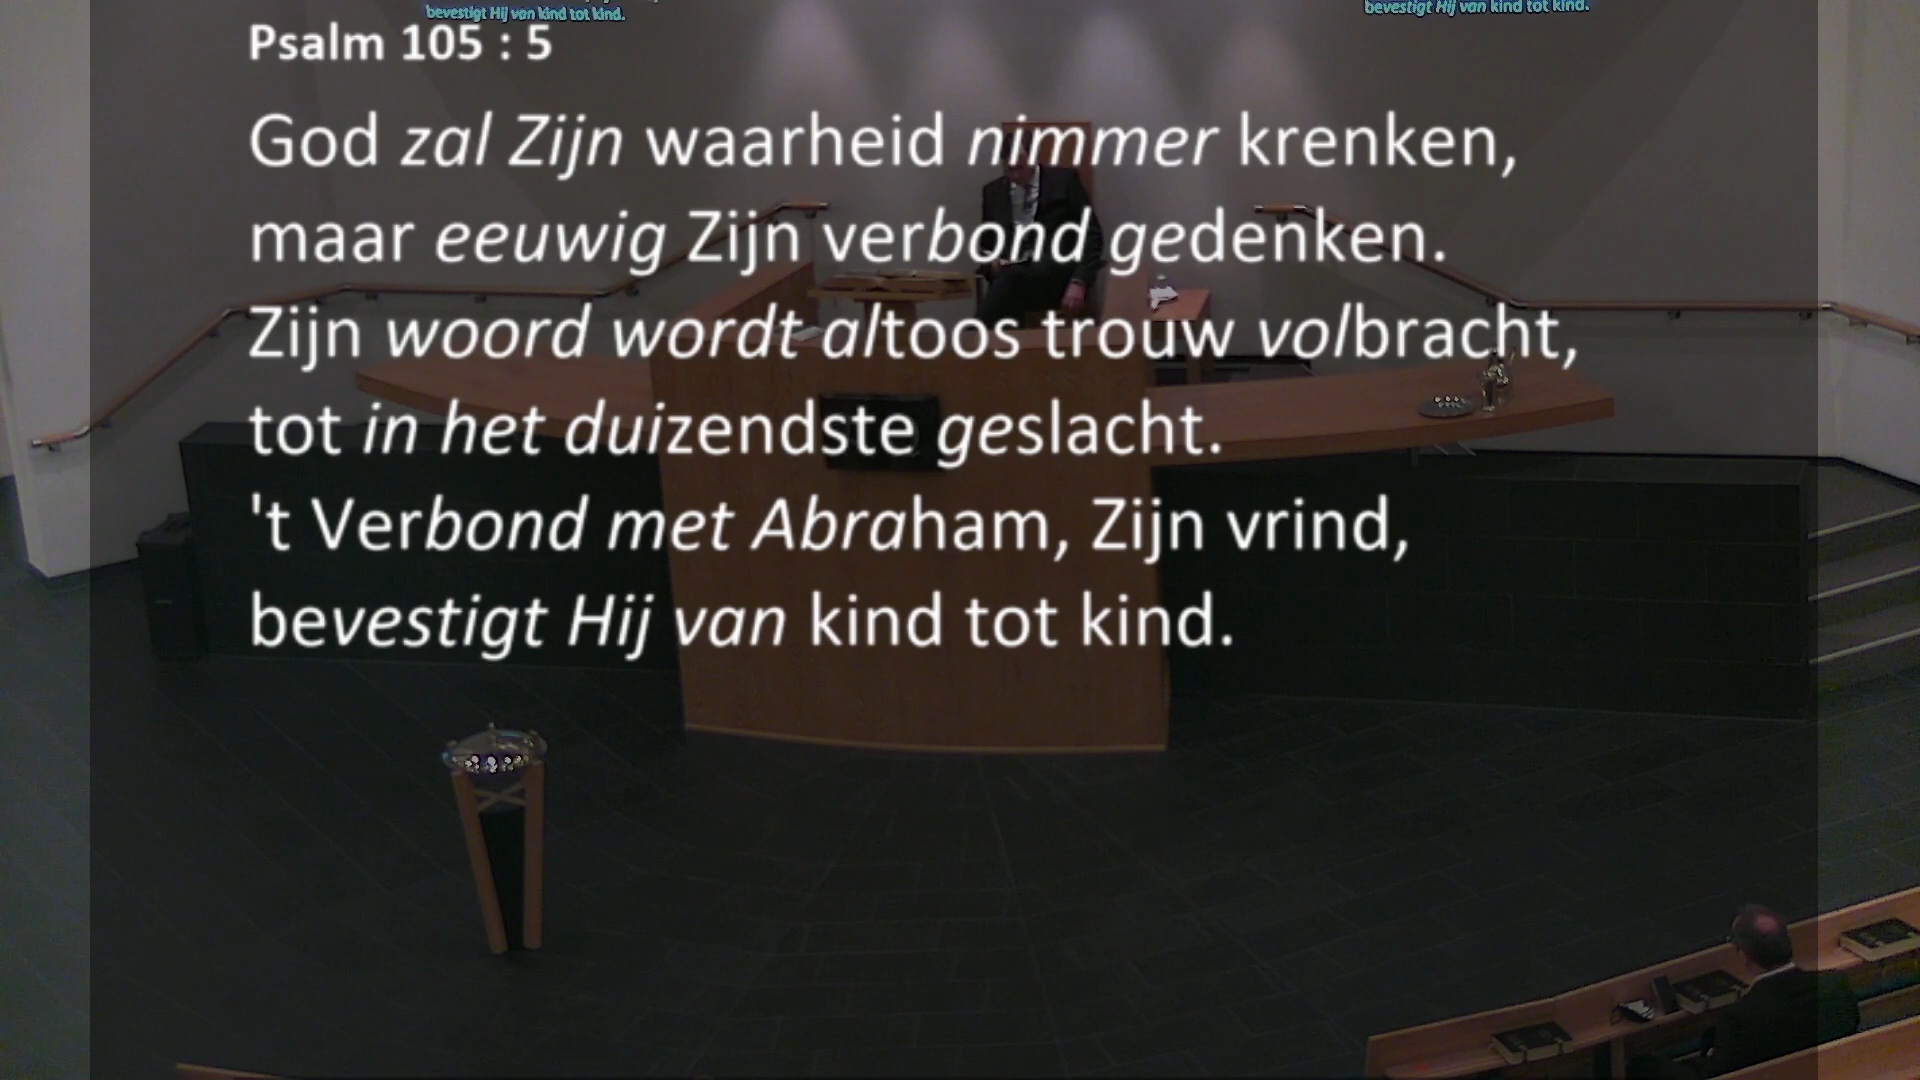 bevestigt Hij van kind tot kind.
bevestigt Hij van kind tot kind.
Psalm 105 : 5
God zal Zijn waarheid nimmer krenken,
maar eeuwig Zijn verbond gedenken.
Zijn woord wordt altoos trouw volbracht,
tot in het duizendste geslacht.
't Verbond met Abraham, Zijn vrind,
bevestigt Hij van kind tot kind.